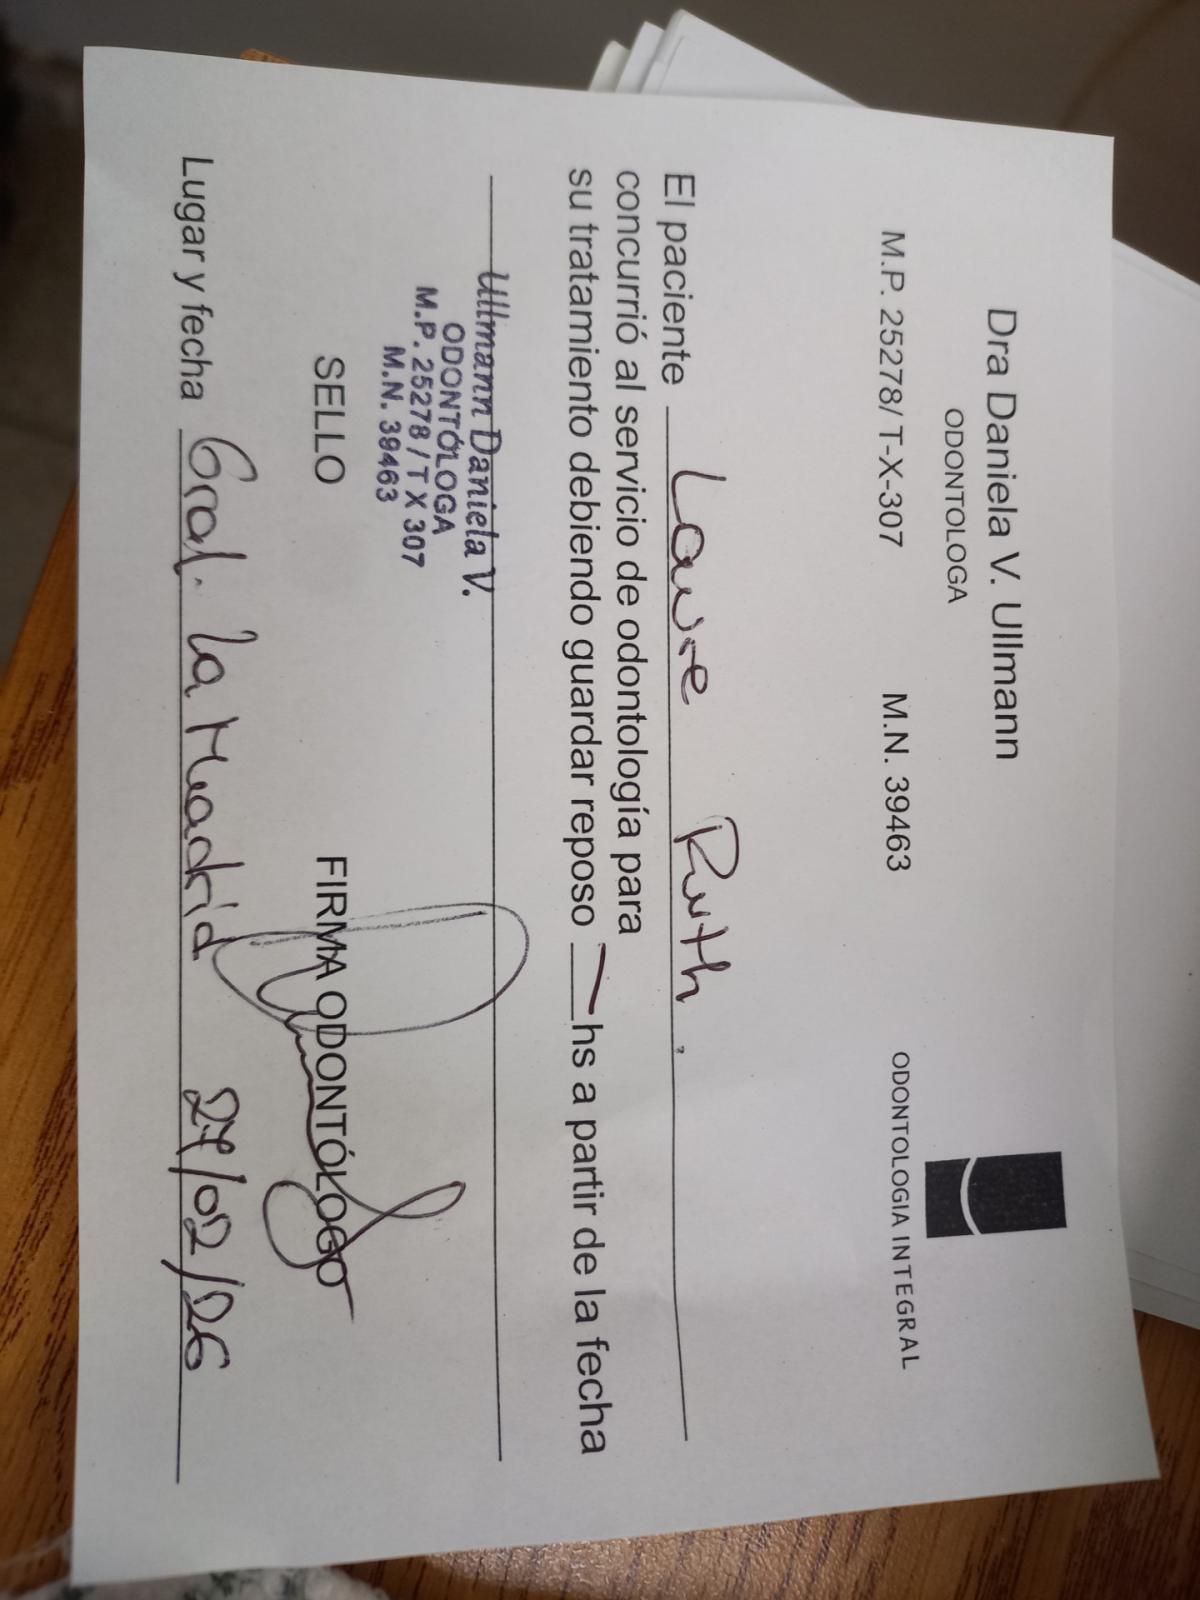 Dra Daniela V. Ullmann
ODONTOLOGA
M.P. 25278/ T-X-307 M.N. 39463
ODONTOLOGIA INTEGRAL
El paciente Laure Ruth.
concurrió al servicio de odontología para
su tratamiento debiendo guardar reposo — hs a partir de la fecha
Ullmann Daniela V.
ODONTÓLOGA
M.P. 25278 / T X 307
M.N. 39463
SELLO FIRMA ODONTÓLOGO
Lugar y fecha Gral. La Madrid 27/02/26